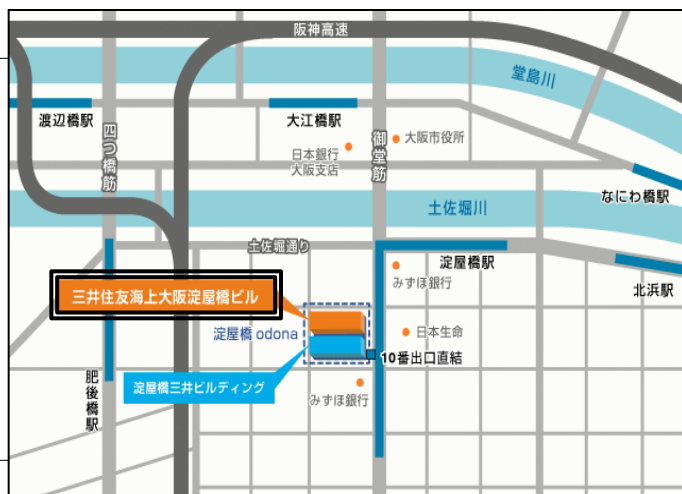 阪神高速
堂島川
渡辺橋駅
大江橋駅
四つ橋筋
御堂筋
大阪市役所
日本銀行
大阪支店
なにわ橋駅
土佐堀川
土佐堀通り
淀屋橋駅
みずほ銀行
北浜駅
三井住友海上大阪淀屋橋ビル
淀屋橋 odona
日本生命
10番出口直結
肥後橋駅
淀屋橋三井ビルディング
みずほ銀行